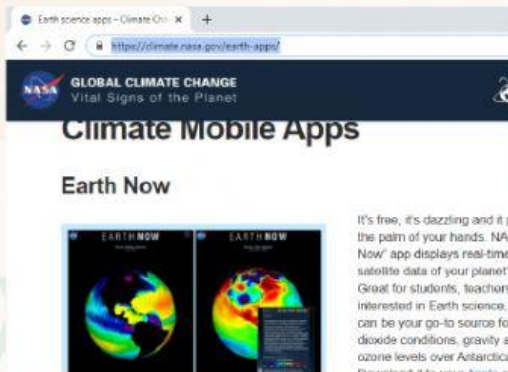 Earth science apps – Climate Ch
https://climate.nasa.gov/earth-apps/
NASA
GLOBAL CLIMATE CHANGE
Vital Signs of the Planet
Climate Mobile Apps
Earth Now
EARTH NOW
EARTH NOW
It's free, it's dazzling and it
the palm of your hands. NA
Now" app displays real-time
satellite data of your planet'
Great for students, teachers
interested in Earth science,
can be your go-to source fo
dioxide conditions, gravity a
ozone levels over Antarctica